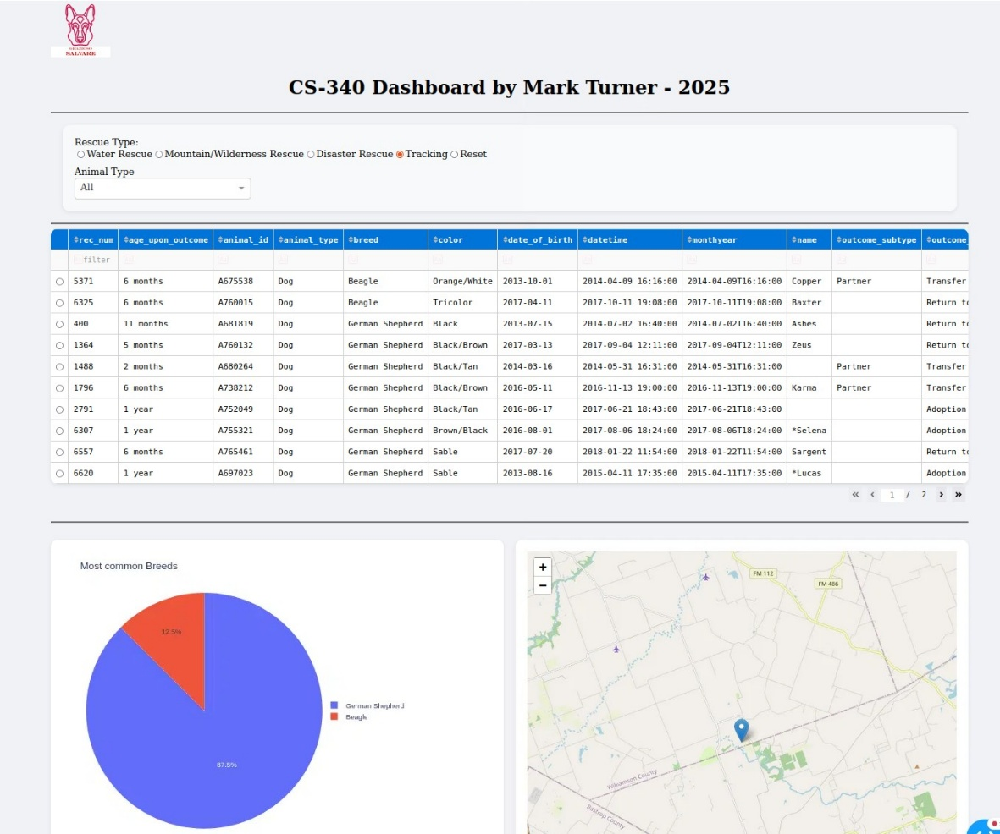 GRAZIOSO
SALVARE
CS-340 Dashboard by Mark Turner - 2025
Rescue Type:
Water Rescue Mountain/Wilderness Rescue Disaster Rescue Tracking Reset
Animal Type
All
rec_num age_upon_outcome animal_id animal_type breed color date_of_birth datetime monthyear name outcome_subtype outcome_
filter
5371 6 months A675538 Dog Beagle Orange/White 2013-10-01 2014-04-09 16:16:00 2014-04-09T16:16:00 Copper Partner Transfer
6325 6 months A760015 Dog Beagle Tricolor 2017-04-11 2017-10-11 19:08:00 2017-10-11T19:08:00 Baxter Return to
400 11 months A681819 Dog German Shepherd Black 2013-07-15 2014-07-02 16:40:00 2014-07-02T16:40:00 Ashes Return to
1364 5 months A760132 Dog German Shepherd Black/Brown 2017-03-13 2017-09-04 12:11:00 2017-09-04T12:11:00 Zeus Return to
1488 2 months A680264 Dog German Shepherd Black/Tan 2014-03-16 2014-05-31 16:31:00 2014-05-31T16:31:00 Partner Transfer
1796 6 months A738212 Dog German Shepherd Black/Brown 2016-05-11 2016-11-13 19:00:00 2016-11-13T19:00:00 Karma Partner Transfer
2791 1 year A752049 Dog German Shepherd Black/Tan 2016-06-17 2017-06-21 18:43:00 2017-06-21T18:43:00 Adoption
6307 1 year A755321 Dog German Shepherd Brown/Black 2016-08-01 2017-08-06 18:24:00 2017-08-06T18:24:00 *Selena Adoption
6557 6 months A765461 Dog German Shepherd Sable 2017-07-20 2018-01-22 11:54:00 2018-01-22T11:54:00 Sargent Return to
6620 1 year A697023 Dog German Shepherd Sable 2013-08-16 2015-04-11 17:35:00 2015-04-11T17:35:00 *Lucas Adoption
« ‹ 1 / 2 › »
Most common Breeds
12.5%
87.5%
German Shepherd
Beagle
+
−
FM 112
FM 486
Williamson County
Bastrop County